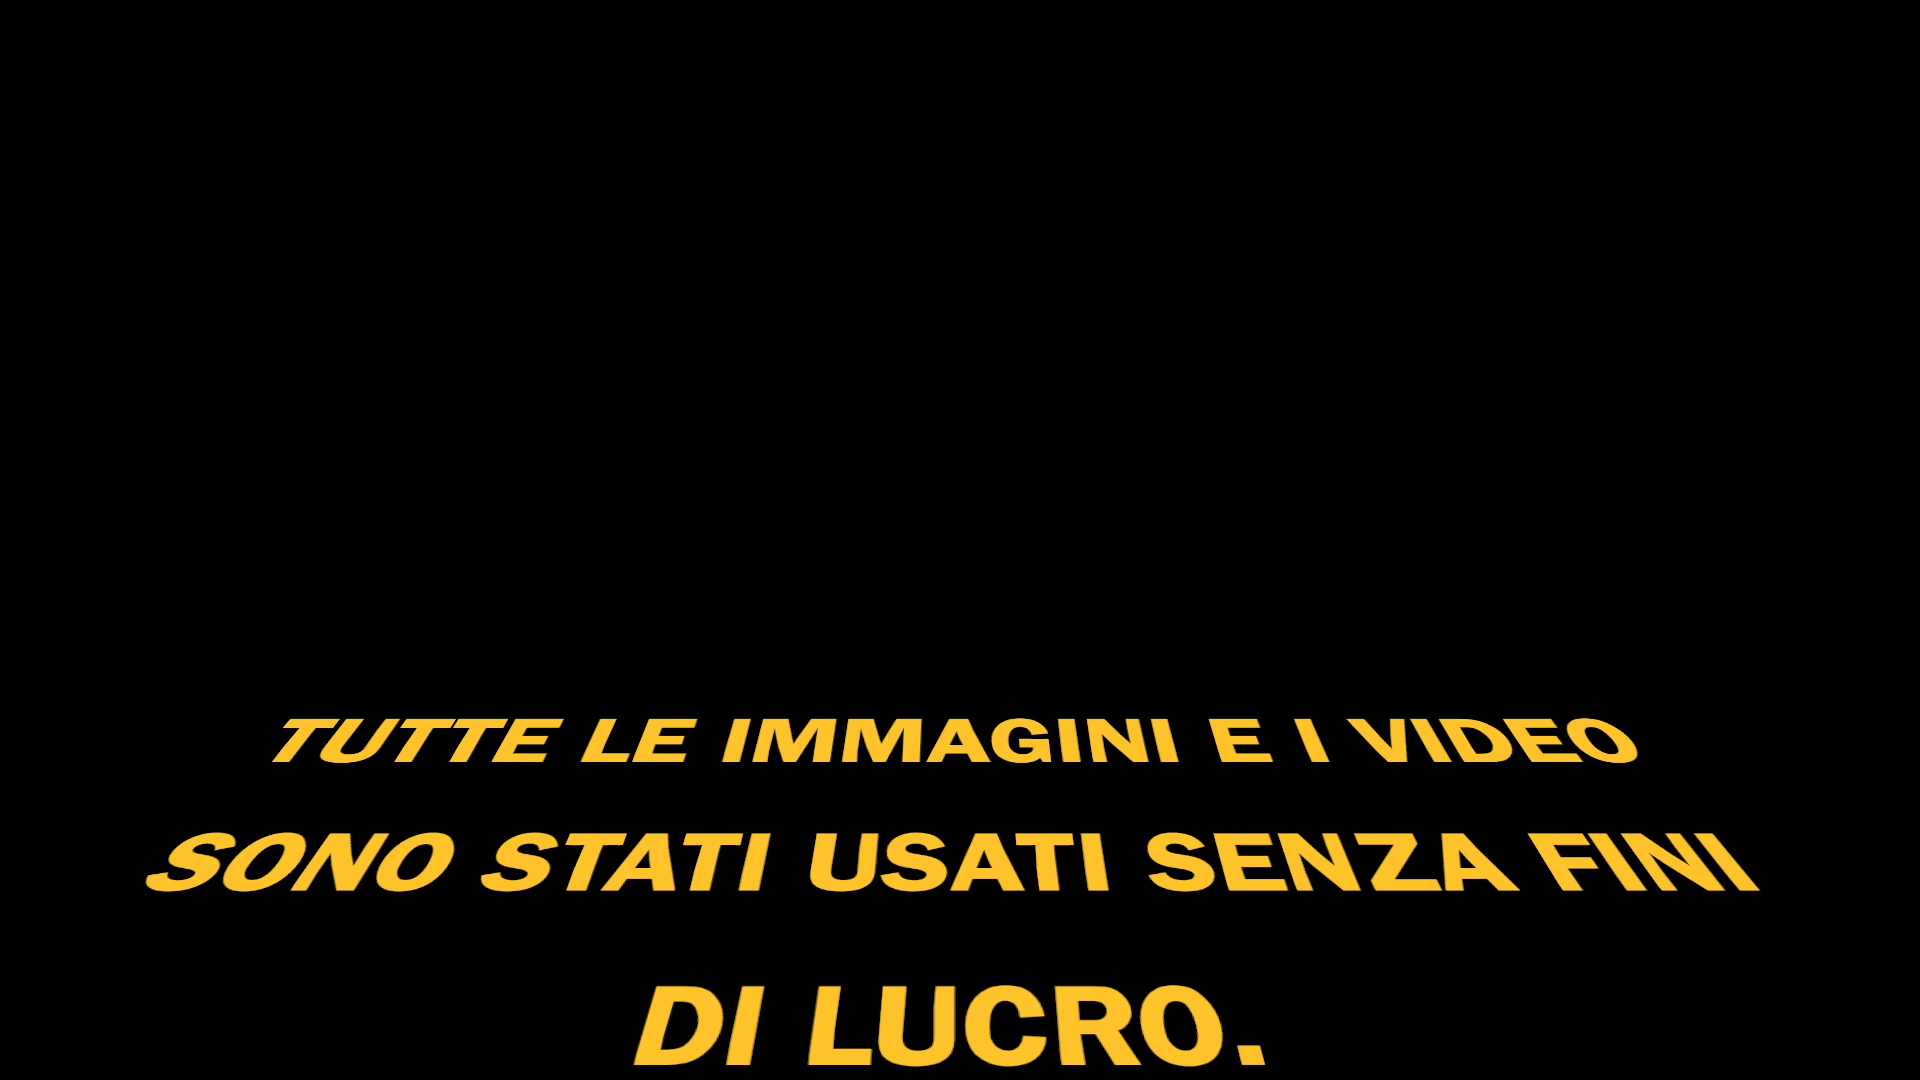 TUTTE LE IMMAGINI E I VIDEO
SONO STATI USATI SENZA FINI
DI LUCRO.